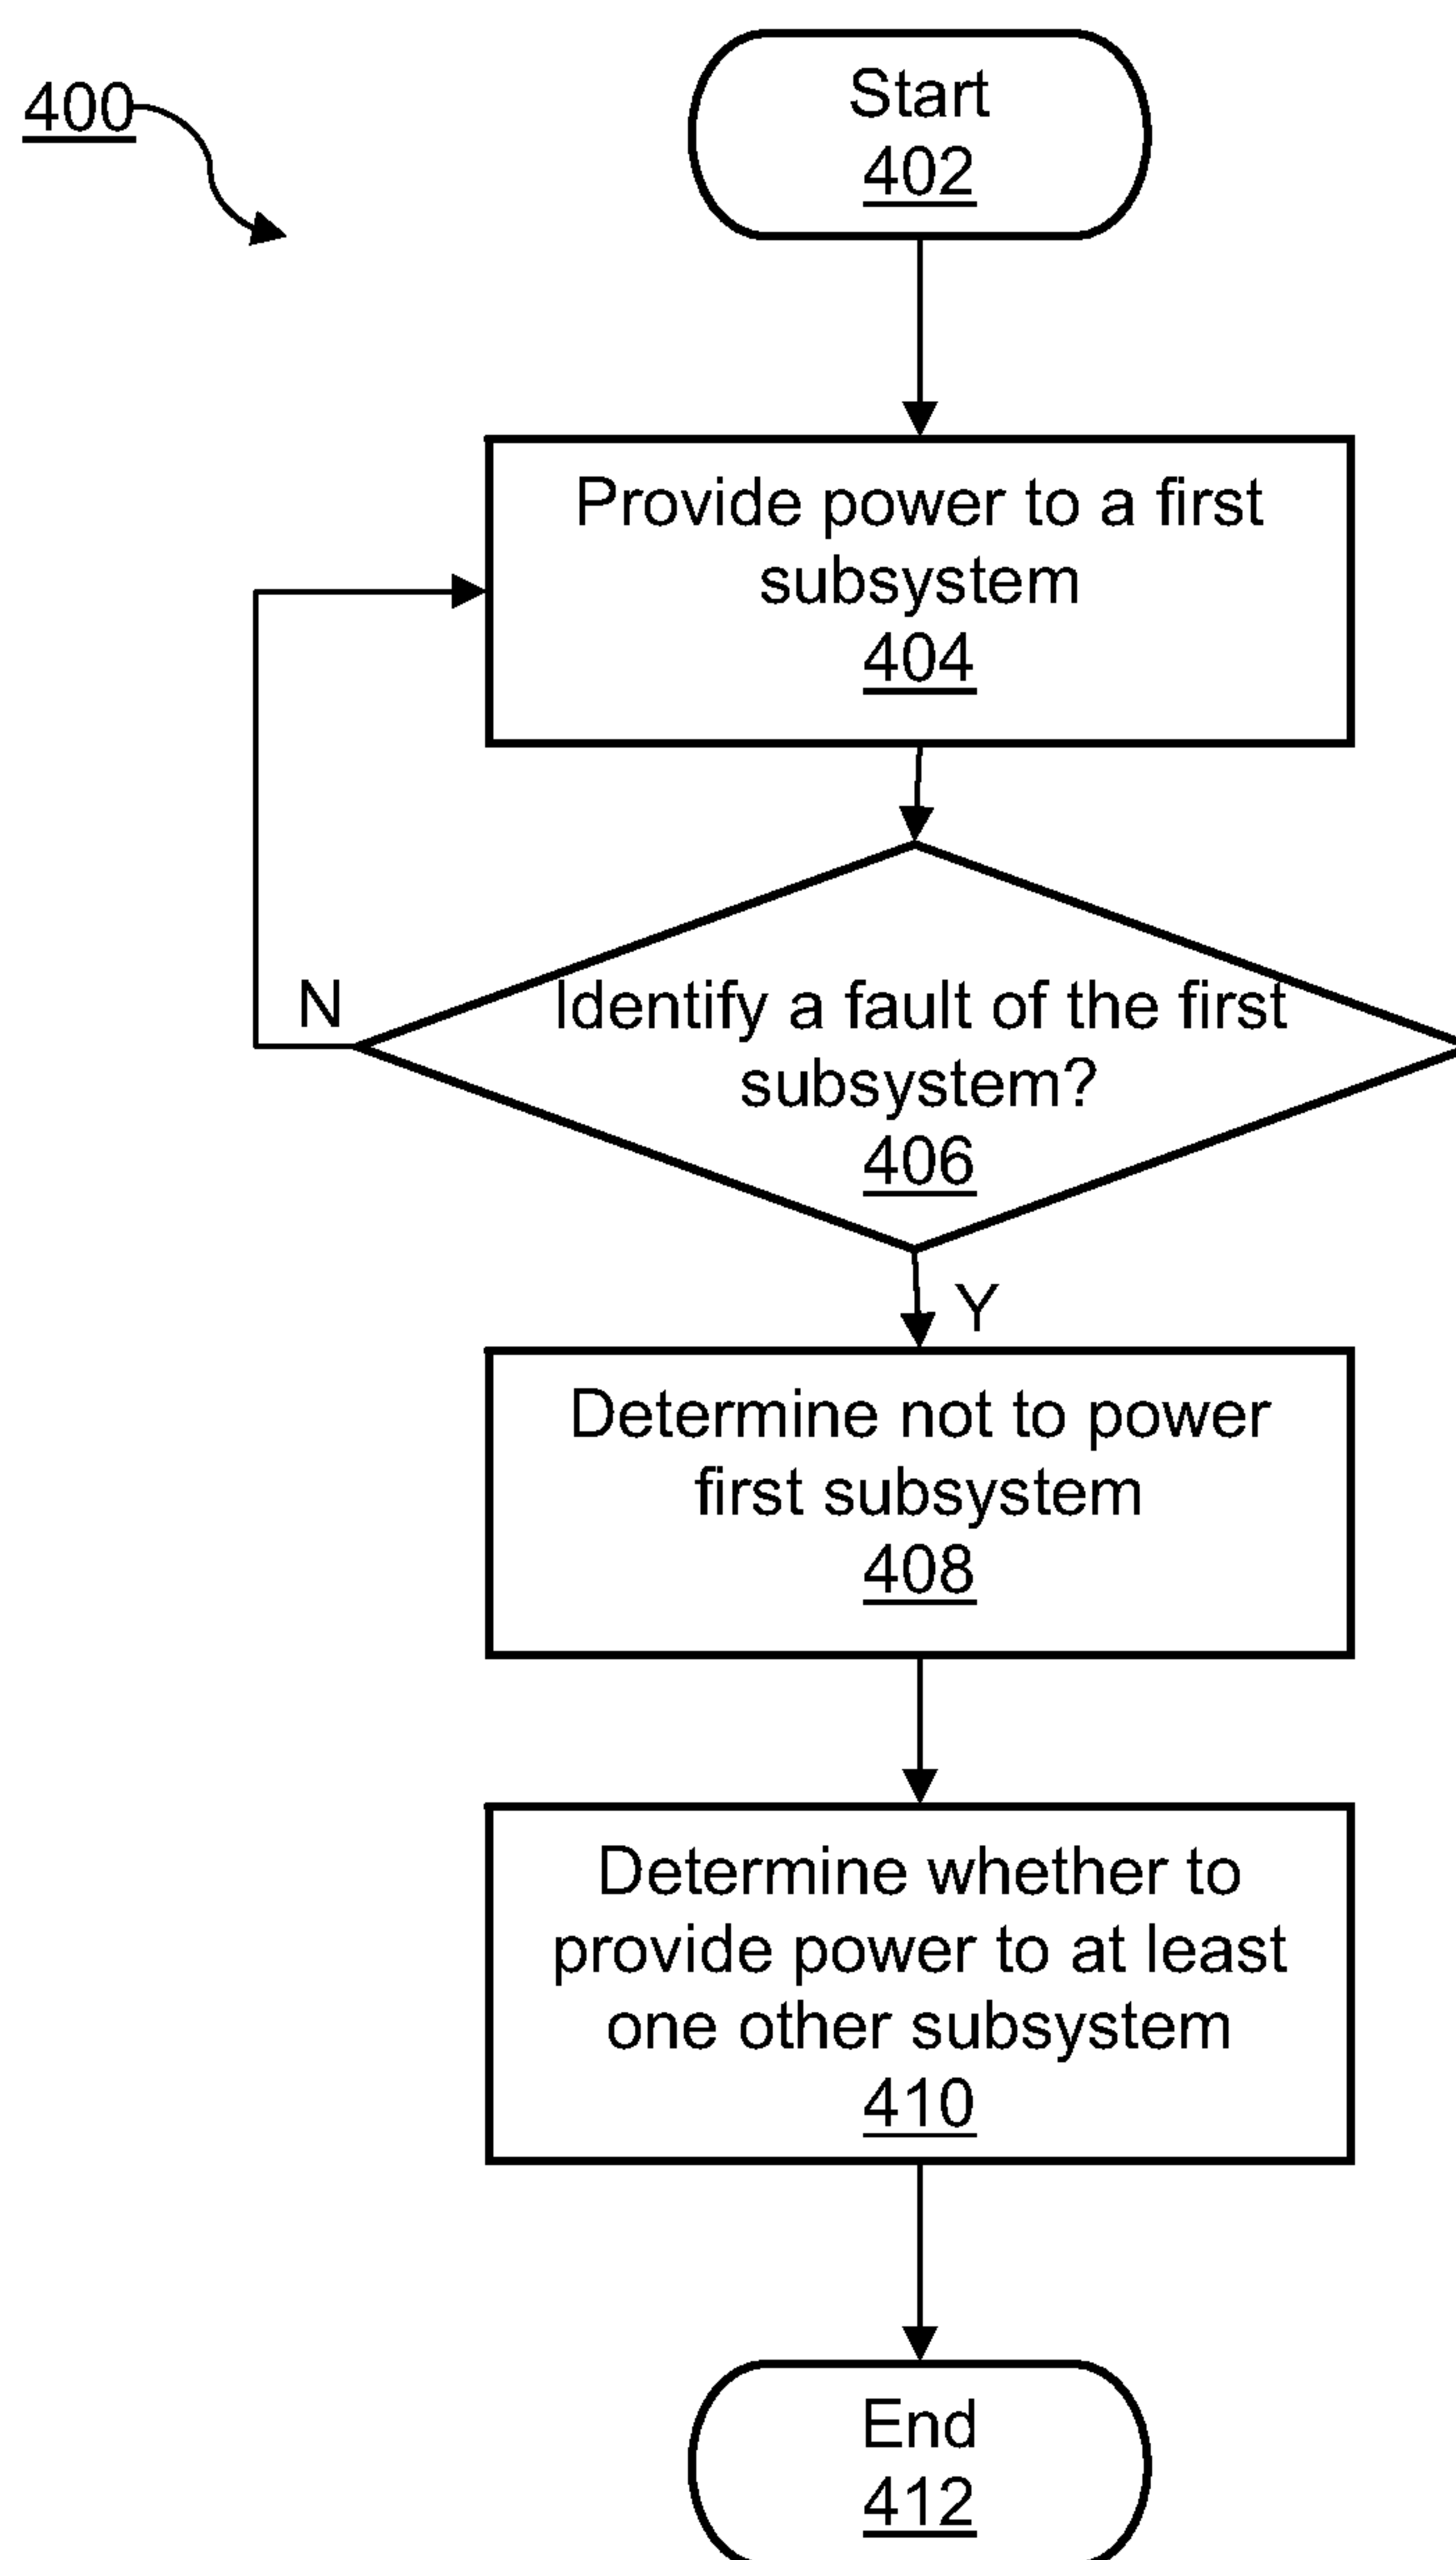 400
Start
402
Provide power to a first
subsystem
404
Identify a fault of the first
subsystem?
406
N
Y
Determine not to power
first subsystem
408
Determine whether to
provide power to at least
one other subsystem
410
End
412